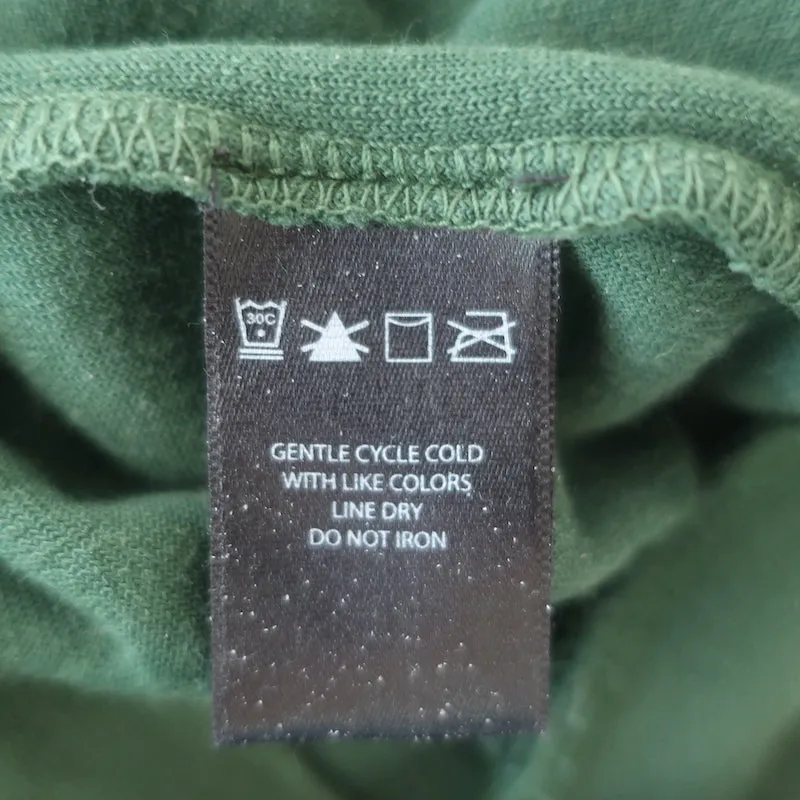 30C
GENTLE CYCLE COLD
WITH LIKE COLORS
LINE DRY
DO NOT IRON